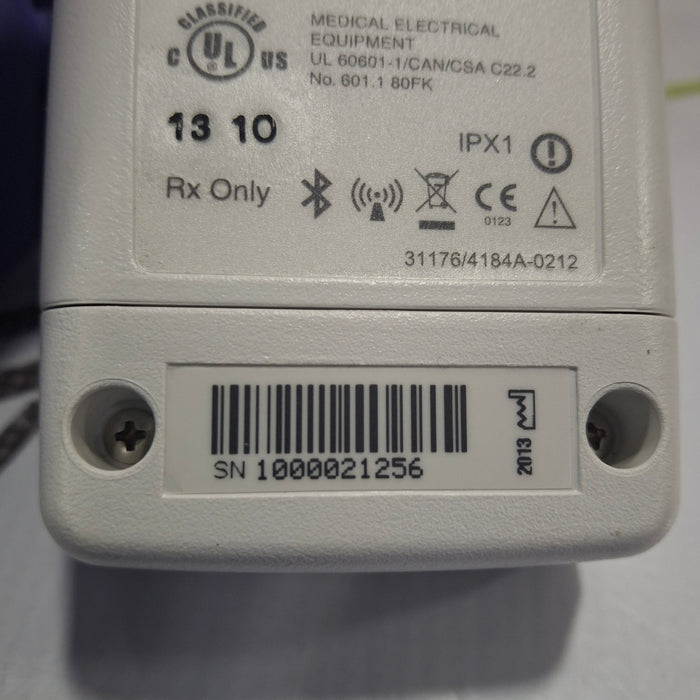 CLASSIFIED
C UL US
MEDICAL ELECTRICAL
EQUIPMENT
UL 60601-1/CAN/CSA C22.2
No. 601.1 80FK
13 10
IPX1
Rx Only
CE
0123
31176/4184A-0212
SN 1000021256
2013